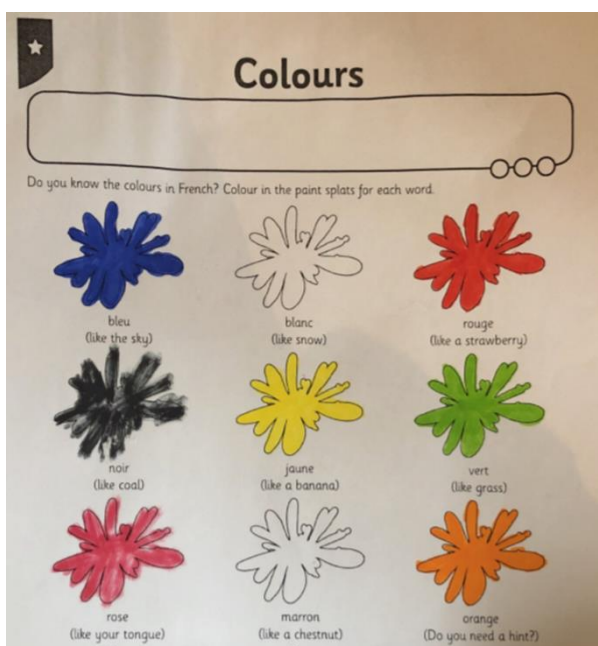 Colours
Do you know the colours in French? Colour in the paint splats for each word.
bleu
(like the sky)
blanc
(like snow)
rouge
(like a strawberry)
noir
(like coal)
jaune
(like a banana)
vert
(like grass)
rose
(like your tongue)
marron
(like a chestnut)
orange
(Do you need a hint?)